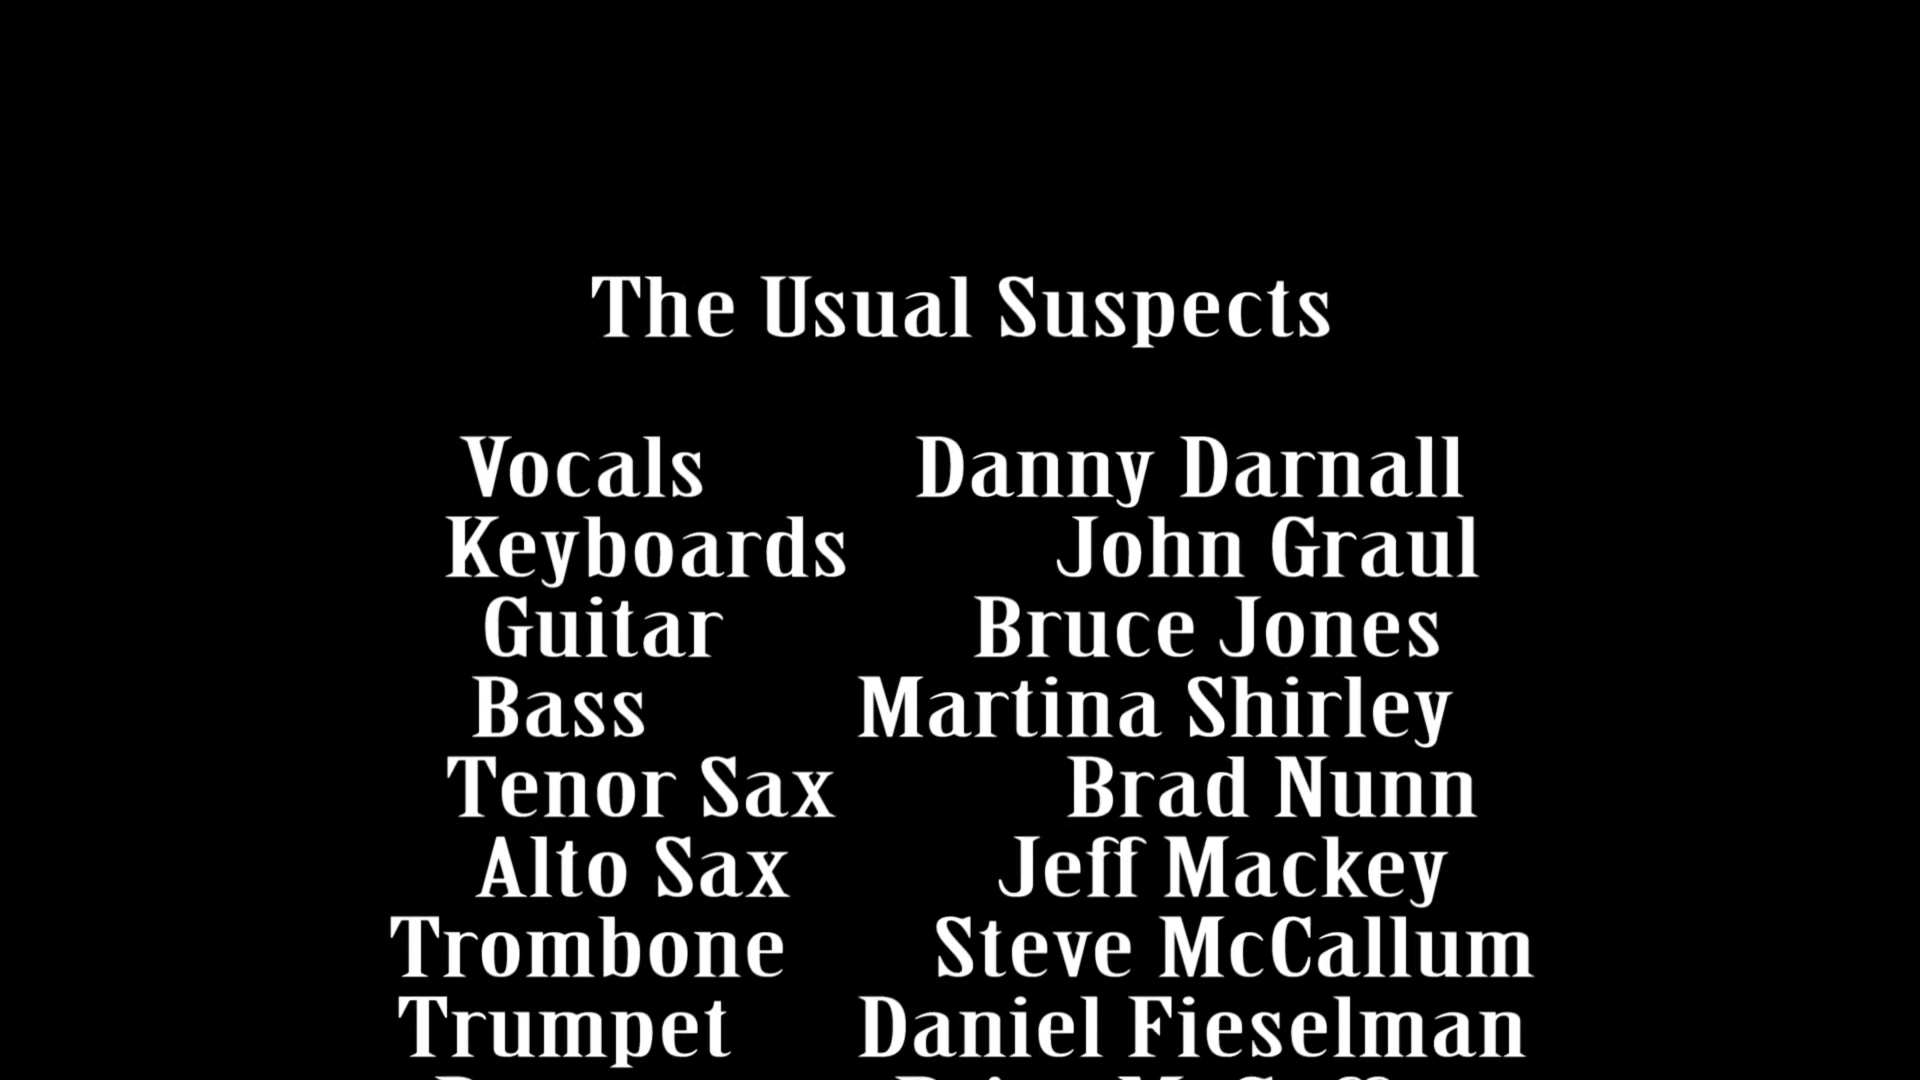 The Usual Suspects
Vocals Danny Darnall
Keyboards John Graul
Guitar Bruce Jones
Bass Martina Shirley
Tenor Sax Brad Nunn
Alto Sax Jeff Mackey
Trombone Steve McCallum
Trumpet Daniel Fieselman